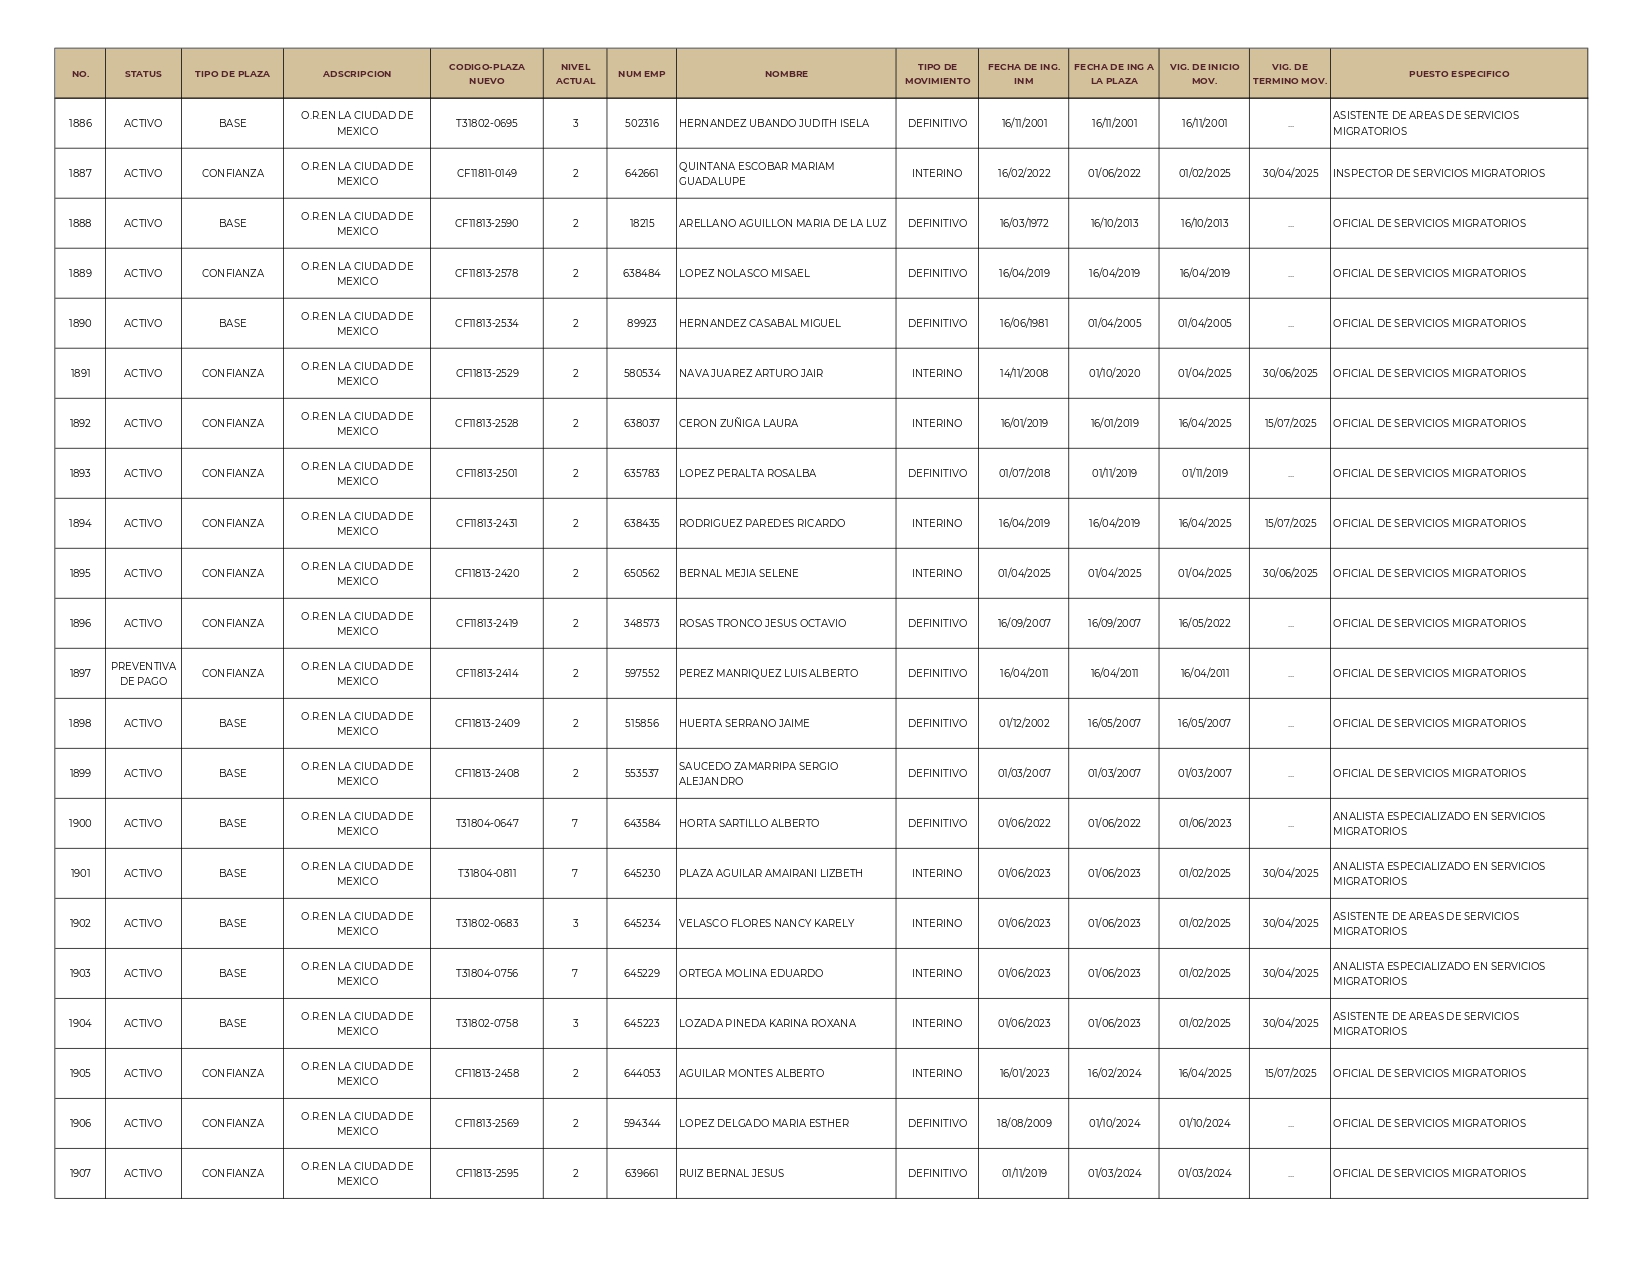 NO. STATUS TIPO DE PLAZA ADSCRIPCION CODIGO-PLAZA NUEVO NIVEL ACTUAL NUM EMP NOMBRE TIPO DE MOVIMIENTO FECHA DE ING. INM FECHA DE ING A LA PLAZA VIG. DE INICIO MOV. VIG. DE TERMINO MOV. PUESTO ESPECIFICO
1886 ACTIVO BASE O.R.EN LA CIUDAD DE MEXICO T31802-0695 3 502316 HERNANDEZ UBANDO JUDITH ISELA DEFINITIVO 16/11/2001 16/11/2001 16/11/2001 ... ASISTENTE DE AREAS DE SERVICIOS MIGRATORIOS
1887 ACTIVO CONFIANZA O.R.EN LA CIUDAD DE MEXICO CF11811-0149 2 642661 QUINTANA ESCOBAR MARIAM GUADALUPE INTERINO 16/02/2022 01/06/2022 01/02/2025 30/04/2025 INSPECTOR DE SERVICIOS MIGRATORIOS
1888 ACTIVO BASE O.R.EN LA CIUDAD DE MEXICO CF11813-2590 2 18215 ARELLANO AGUILLON MARIA DE LA LUZ DEFINITIVO 16/03/1972 16/10/2013 16/10/2013 ... OFICIAL DE SERVICIOS MIGRATORIOS
1889 ACTIVO CONFIANZA O.R.EN LA CIUDAD DE MEXICO CF11813-2578 2 638484 LOPEZ NOLASCO MISAEL DEFINITIVO 16/04/2019 16/04/2019 16/04/2019 ... OFICIAL DE SERVICIOS MIGRATORIOS
1890 ACTIVO BASE O.R.EN LA CIUDAD DE MEXICO CF11813-2534 2 89923 HERNANDEZ CASABAL MIGUEL DEFINITIVO 16/06/1981 01/04/2005 01/04/2005 ... OFICIAL DE SERVICIOS MIGRATORIOS
1891 ACTIVO CONFIANZA O.R.EN LA CIUDAD DE MEXICO CF11813-2529 2 580534 NAVA JUAREZ ARTURO JAIR INTERINO 14/11/2008 01/10/2020 01/04/2025 30/06/2025 OFICIAL DE SERVICIOS MIGRATORIOS
1892 ACTIVO CONFIANZA O.R.EN LA CIUDAD DE MEXICO CF11813-2528 2 638037 CERON ZUÑIGA LAURA INTERINO 16/01/2019 16/01/2019 16/04/2025 15/07/2025 OFICIAL DE SERVICIOS MIGRATORIOS
1893 ACTIVO CONFIANZA O.R.EN LA CIUDAD DE MEXICO CF11813-2501 2 635783 LOPEZ PERALTA ROSALBA DEFINITIVO 01/07/2018 01/11/2019 01/11/2019 ... OFICIAL DE SERVICIOS MIGRATORIOS
1894 ACTIVO CONFIANZA O.R.EN LA CIUDAD DE MEXICO CF11813-2431 2 638435 RODRIGUEZ PAREDES RICARDO INTERINO 16/04/2019 16/04/2019 16/04/2025 15/07/2025 OFICIAL DE SERVICIOS MIGRATORIOS
1895 ACTIVO CONFIANZA O.R.EN LA CIUDAD DE MEXICO CF11813-2420 2 650562 BERNAL MEJIA SELENE INTERINO 01/04/2025 01/04/2025 01/04/2025 30/06/2025 OFICIAL DE SERVICIOS MIGRATORIOS
1896 ACTIVO CONFIANZA O.R.EN LA CIUDAD DE MEXICO CF11813-2419 2 348573 ROSAS TRONCO JESUS OCTAVIO DEFINITIVO 16/09/2007 16/09/2007 16/05/2022 ... OFICIAL DE SERVICIOS MIGRATORIOS
1897 PREVENTIVA DE PAGO CONFIANZA O.R.EN LA CIUDAD DE MEXICO CF11813-2414 2 597552 PEREZ MANRIQUEZ LUIS ALBERTO DEFINITIVO 16/04/2011 16/04/2011 16/04/2011 ... OFICIAL DE SERVICIOS MIGRATORIOS
1898 ACTIVO BASE O.R.EN LA CIUDAD DE MEXICO CF11813-2409 2 515856 HUERTA SERRANO JAIME DEFINITIVO 01/12/2002 16/05/2007 16/05/2007 ... OFICIAL DE SERVICIOS MIGRATORIOS
1899 ACTIVO BASE O.R.EN LA CIUDAD DE MEXICO CF11813-2408 2 553537 SAUCEDO ZAMARRIPA SERGIO ALEJANDRO DEFINITIVO 01/03/2007 01/03/2007 01/03/2007 ... OFICIAL DE SERVICIOS MIGRATORIOS
1900 ACTIVO BASE O.R.EN LA CIUDAD DE MEXICO T31804-0647 7 643584 HORTA SARTILLO ALBERTO DEFINITIVO 01/06/2022 01/06/2022 01/06/2023 ... ANALISTA ESPECIALIZADO EN SERVICIOS MIGRATORIOS
1901 ACTIVO BASE O.R.EN LA CIUDAD DE MEXICO T31804-0811 7 645230 PLAZA AGUILAR AMAIRANI LIZBETH INTERINO 01/06/2023 01/06/2023 01/02/2025 30/04/2025 ANALISTA ESPECIALIZADO EN SERVICIOS MIGRATORIOS
1902 ACTIVO BASE O.R.EN LA CIUDAD DE MEXICO T31802-0683 3 645234 VELASCO FLORES NANCY KARELY INTERINO 01/06/2023 01/06/2023 01/02/2025 30/04/2025 ASISTENTE DE AREAS DE SERVICIOS MIGRATORIOS
1903 ACTIVO BASE O.R.EN LA CIUDAD DE MEXICO T31804-0756 7 645229 ORTEGA MOLINA EDUARDO INTERINO 01/06/2023 01/06/2023 01/02/2025 30/04/2025 ANALISTA ESPECIALIZADO EN SERVICIOS MIGRATORIOS
1904 ACTIVO BASE O.R.EN LA CIUDAD DE MEXICO T31802-0758 3 645223 LOZADA PINEDA KARINA ROXANA INTERINO 01/06/2023 01/06/2023 01/02/2025 30/04/2025 ASISTENTE DE AREAS DE SERVICIOS MIGRATORIOS
1905 ACTIVO CONFIANZA O.R.EN LA CIUDAD DE MEXICO CF11813-2458 2 644053 AGUILAR MONTES ALBERTO INTERINO 16/01/2023 16/02/2024 16/04/2025 15/07/2025 OFICIAL DE SERVICIOS MIGRATORIOS
1906 ACTIVO CONFIANZA O.R.EN LA CIUDAD DE MEXICO CF11813-2569 2 594344 LOPEZ DELGADO MARIA ESTHER DEFINITIVO 18/08/2009 01/10/2024 01/10/2024 ... OFICIAL DE SERVICIOS MIGRATORIOS
1907 ACTIVO CONFIANZA O.R.EN LA CIUDAD DE MEXICO CF11813-2595 2 639661 RUIZ BERNAL JESUS DEFINITIVO 01/11/2019 01/03/2024 01/03/2024 ... OFICIAL DE SERVICIOS MIGRATORIOS